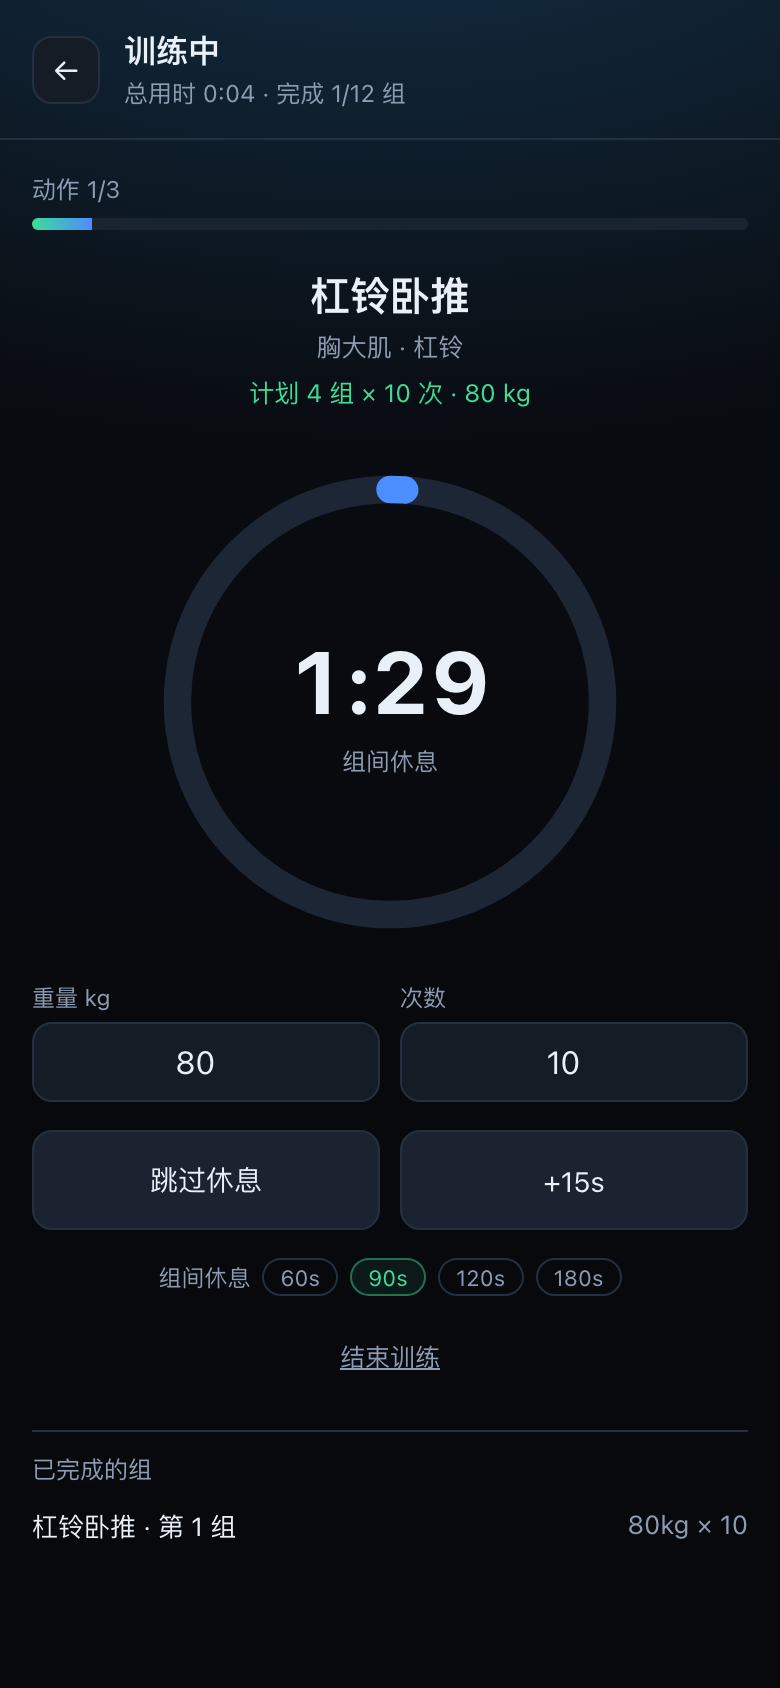 训练中
总用时 0:04 · 完成 1/12 组
动作 1/3
杠铃卧推
胸大肌 · 杠铃
计划 4 组 × 10 次 · 80 kg
1:29
组间休息
重量 kg
次数
80
10
跳过休息
+15s
组间休息 60s 90s 120s 180s
结束训练
已完成的组
杠铃卧推 · 第 1 组 80kg × 10